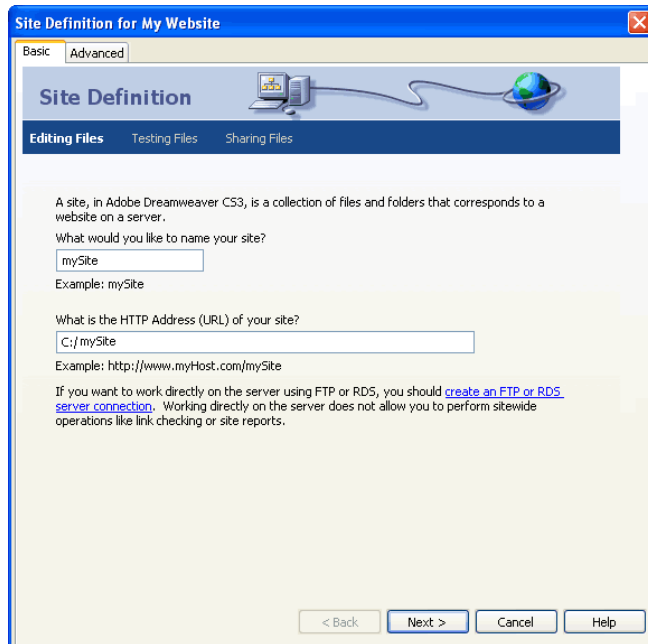 Site Definition for My Website
Basic Advanced
Site Definition
Editing Files Testing Files Sharing Files
A site, in Adobe Dreamweaver CS3, is a collection of files and folders that corresponds to a
website on a server.
What would you like to name your site?
mySite
Example: mySite
What is the HTTP Address (URL) of your site?
C:/mySite
Example: http://www.myHost.com/mySite
If you want to work directly on the server using FTP or RDS, you should create an FTP or RDS
server connection. Working directly on the server does not allow you to perform sitewide
operations like link checking or site reports.
< Back Next > Cancel Help